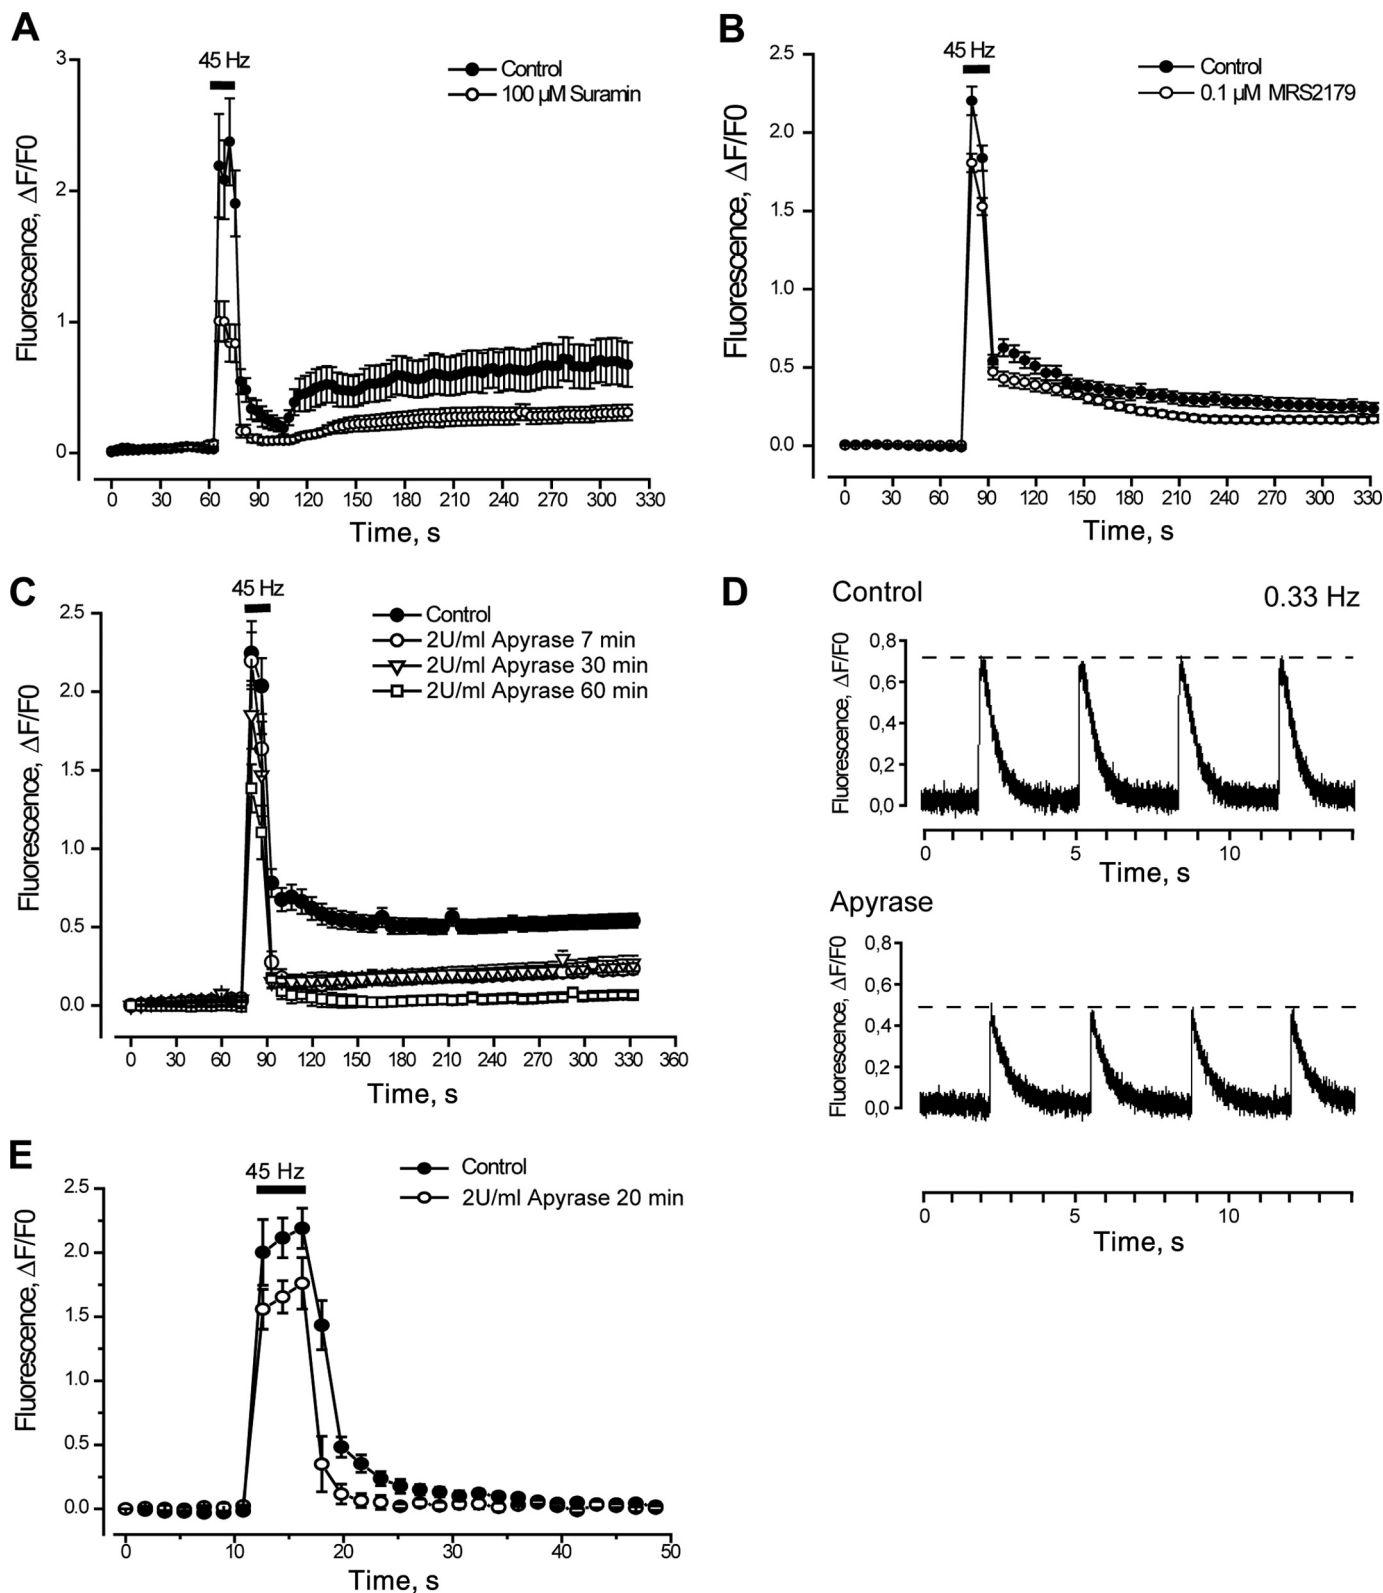 A
45 Hz
Control
100 µM Suramin
Fluorescence, ΔF/F0
3
2
1
0
0 30 60 90 120 150 180 210 240 270 300 330
Time, s
B
45 Hz
Control
0.1 µM MRS2179
Fluorescence, ΔF/F0
2.5
2.0
1.5
1.0
0.5
0.0
0 30 60 90 120 150 180 210 240 270 300 330
Time, s
C
45 Hz
Control
2U/ml Apyrase 7 min
2U/ml Apyrase 30 min
2U/ml Apyrase 60 min
Fluorescence, ΔF/F0
2.5
2.0
1.5
1.0
0.5
0.0
0 30 60 90 120 150 180 210 240 270 300 330 360
Time, s
D
Control 0.33 Hz
Fluorescence, ΔF/F0
0,8
0,6
0,4
0,2
0,0
0 5 10
Time, s
Apyrase
Fluorescence, ΔF/F0
0,8
0,6
0,4
0,2
0,0
0 5 10
Time, s
E
45 Hz
Control
2U/ml Apyrase 20 min
Fluorescence, ΔF/F0
2.5
2.0
1.5
1.0
0.5
0.0
0 10 20 30 40 50
Time, s